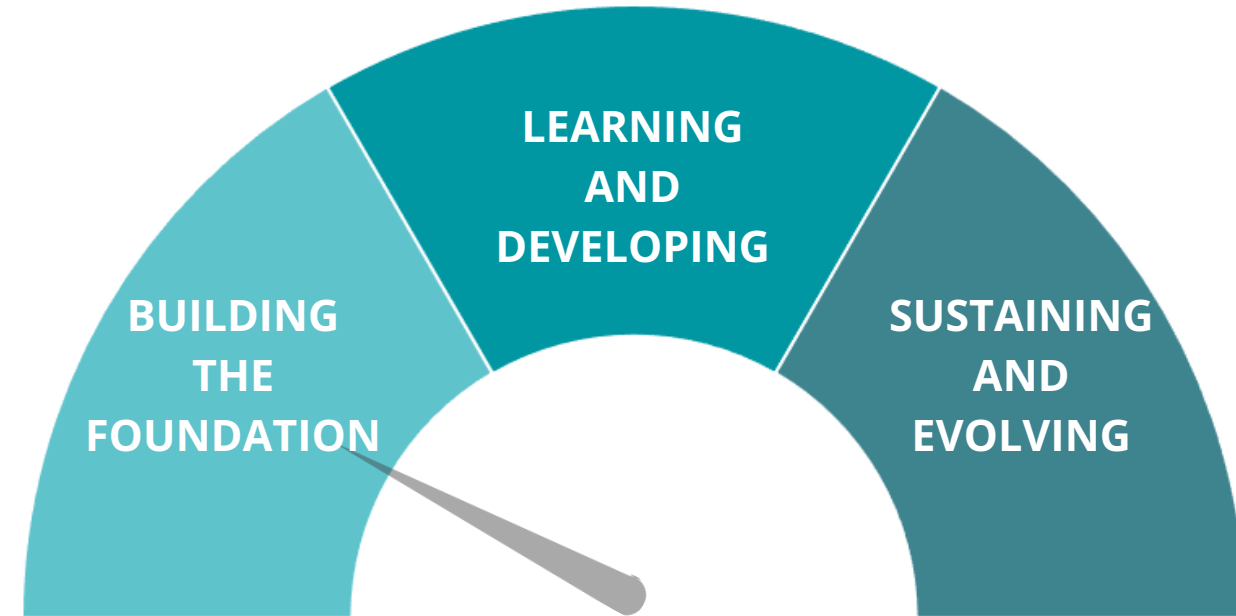 BUILDING
THE
FOUNDATION
LEARNING
AND
DEVELOPING
SUSTAINING
AND
EVOLVING